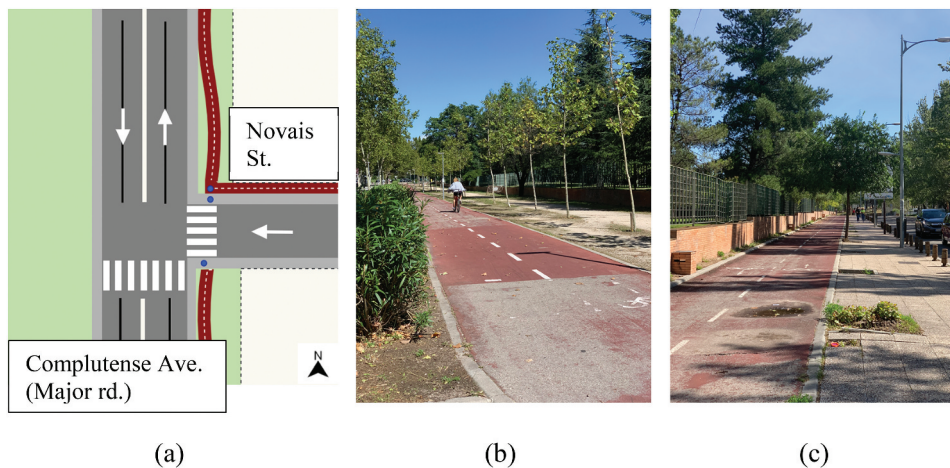 Novais
St.
Complutense Ave.
(Major rd.)
N
(a)
(b)
(c)